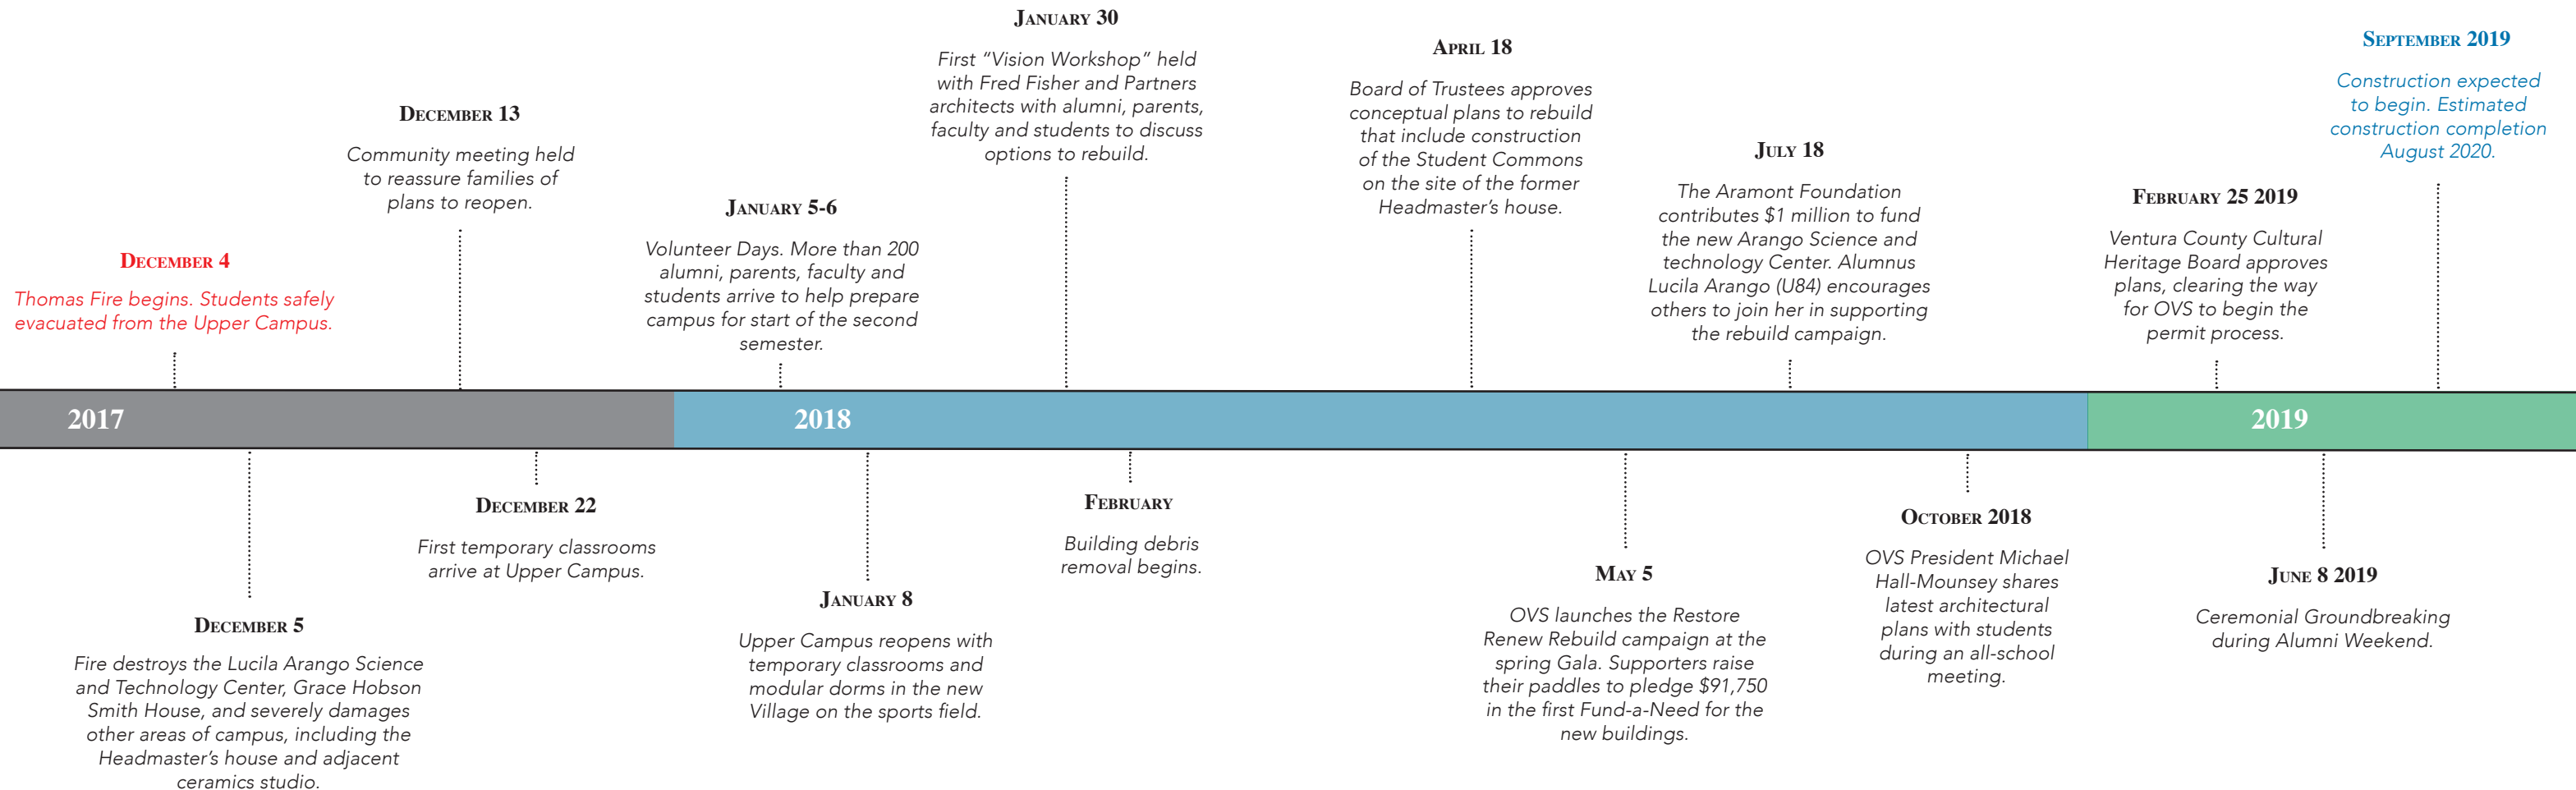 December 4
Thomas Fire begins. Students safely
evacuated from the Upper Campus.
December 13
Community meeting held
to reassure families of
plans to reopen.
January 5-6
Volunteer Days. More than 200
alumni, parents, faculty and
students arrive to help prepare
campus for start of the second
semester.
January 30
First “Vision Workshop” held
with Fred Fisher and Partners
architects with alumni, parents,
faculty and students to discuss
options to rebuild.
April 18
Board of Trustees approves
conceptual plans to rebuild
that include construction
of the Student Commons
on the site of the former
Headmaster’s house.
July 18
The Aramont Foundation
contributes $1 million to fund
the new Arango Science and
technology Center. Alumnus
Lucila Arango (U84) encourages
others to join her in supporting
the rebuild campaign.
February 25 2019
Ventura County Cultural
Heritage Board approves
plans, clearing the way
for OVS to begin the
permit process.
September 2019
Construction expected
to begin. Estimated
construction completion
August 2020.
2017
2018
2019
December 5
Fire destroys the Lucila Arango Science
and Technology Center, Grace Hobson
Smith House, and severely damages
other areas of campus, including the
Headmaster’s house and adjacent
ceramics studio.
December 22
First temporary classrooms
arrive at Upper Campus.
January 8
Upper Campus reopens with
temporary classrooms and
modular dorms in the new
Village on the sports field.
February
Building debris
removal begins.
May 5
OVS launches the Restore
Renew Rebuild campaign at the
spring Gala. Supporters raise
their paddles to pledge $91,750
in the first Fund-a-Need for the
new buildings.
October 2018
OVS President Michael
Hall-Mounsey shares
latest architectural
plans with students
during an all-school
meeting.
June 8 2019
Ceremonial Groundbreaking
during Alumni Weekend.